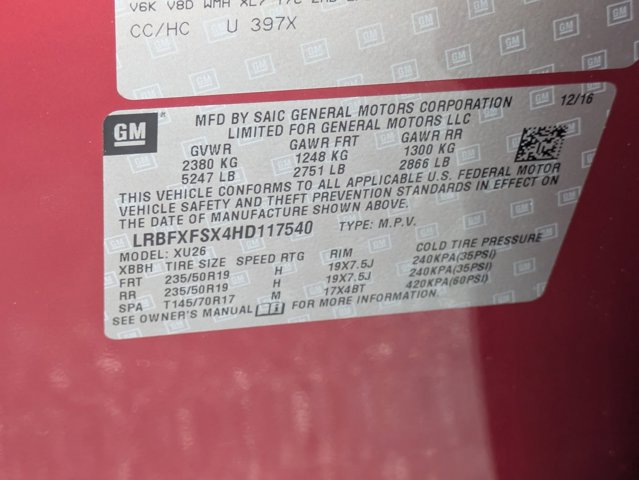 CC/HC U 397X
GM
MFD BY SAIC GENERAL MOTORS CORPORATION 12/16
LIMITED FOR GENERAL MOTORS LLC
GVWR GAWR FRT GAWR RR
2380 KG 1248 KG 1300 KG
5247 LB 2751 LB 2866 LB
THIS VEHICLE CONFORMS TO ALL APPLICABLE U.S. FEDERAL MOTOR
VEHICLE SAFETY AND THEFT PREVENTION STANDARDS IN EFFECT ON
THE DATE OF MANUFACTURE SHOWN ABOVE.
LRBFXFSX4HD117540 TYPE: M.P.V.
MODEL: XU26
XBBH TIRE SIZE SPEED RTG RIM COLD TIRE PRESSURE
FRT 235/50R19 H 19X7.5J 240KPA(35PSI)
RR 235/50R19 H 19X7.5J 240KPA(35PSI)
SPA T145/70R17 M 17X4BT 420KPA(60PSI)
SEE OWNER'S MANUAL FOR MORE INFORMATION